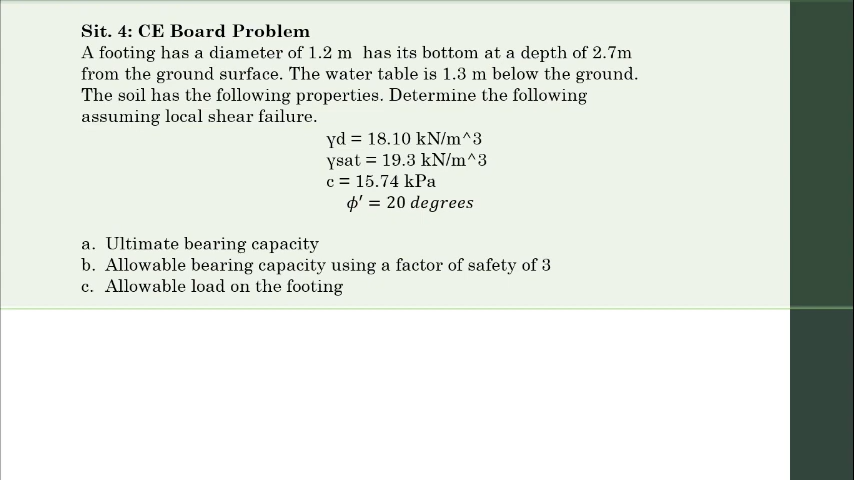 Sit. 4: CE Board Problem
A footing has a diameter of 1.2 m  has its bottom at a depth of 2.7m
from the ground surface. The water table is 1.3 m below the ground.
The soil has the following properties. Determine the following
assuming local shear failure.
γd = 18.10 kN/m^3
γsat = 19.3 kN/m^3
c = 15.74 kPa
𝜙′ = 20 degrees
a. Ultimate bearing capacity
b. Allowable bearing capacity using a factor of safety of 3
c. Allowable load on the footing